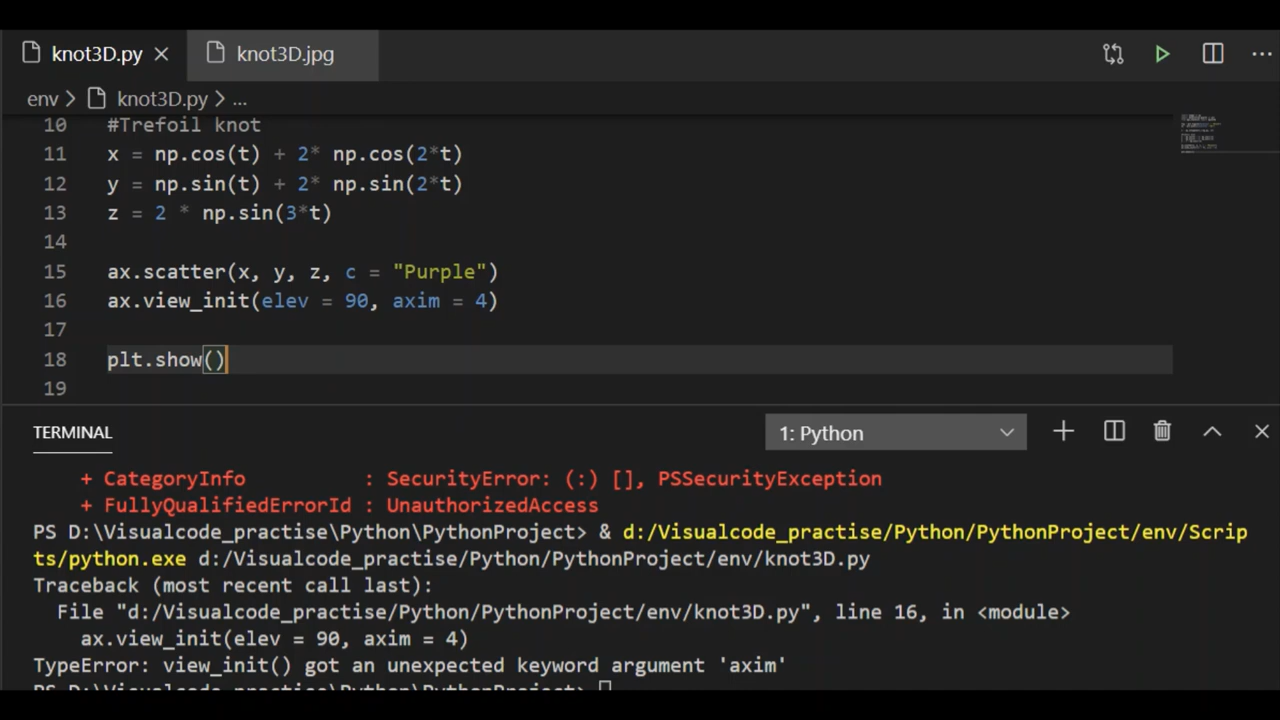 knot3D.py knot3D.jpg
env > knot3D.py > ...
10 #Trefoil knot
11 x = np.cos(t) + 2* np.cos(2*t)
12 y = np.sin(t) + 2* np.sin(2*t)
13 z = 2 * np.sin(3*t)
14
15 ax.scatter(x, y, z, c = "Purple")
16 ax.view_init(elev = 90, axim = 4)
17
18 plt.show()
19
TERMINAL 1: Python
+ CategoryInfo : SecurityError: (:) [], PSSecurityException
+ FullyQualifiedErrorId : UnauthorizedAccess
PS D:\Visualcode_practise\Python\PythonProject> & d:/Visualcode_practise/Python/PythonProject/env/Scrip
ts/python.exe d:/Visualcode_practise/Python/PythonProject/env/knot3D.py
Traceback (most recent call last):
File "d:/Visualcode_practise/Python/PythonProject/env/knot3D.py", line 16, in <module>
ax.view_init(elev = 90, axim = 4)
TypeError: view_init() got an unexpected keyword argument 'axim'
PS D:\Visualcode_practise\Python\PythonProject>